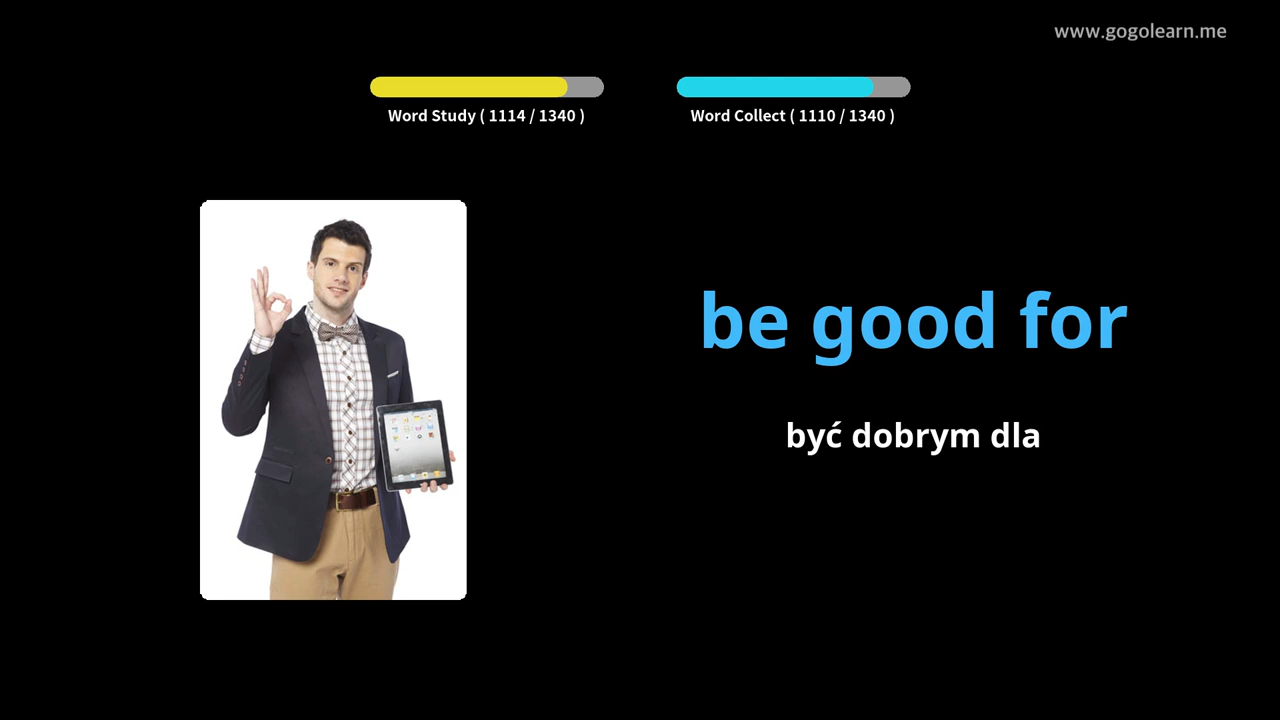 www.gogolearn.me
Word Study ( 1114 / 1340 )
Word Collect ( 1110 / 1340 )
be good for
być dobrym dla